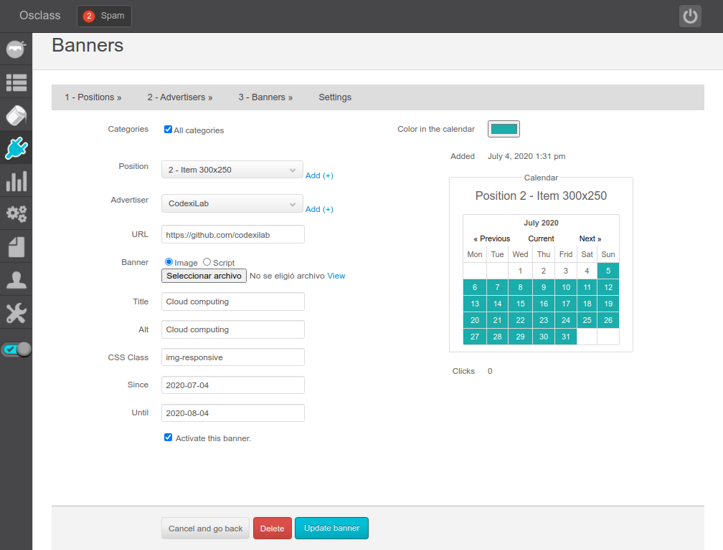 Osclass 2 Spam
Banners
1 - Positions » 2 - Advertisers » 3 - Banners » Settings
Categories All categories
Position 2 - Item 300x250 Add (+)
Advertiser CodexiLab Add (+)
URL https://github.com/codexilab
Banner Image Script
Seleccionar archivo No se eligió archivo View
Title Cloud computing
Alt Cloud computing
CSS Class img-responsive
Since 2020-07-04
Until 2020-08-04
Activate this banner.
Color in the calendar
Added July 4, 2020 1:31 pm
Calendar
Position 2 - Item 300x250
July 2020
« Previous Current Next »
Mon Tue Wed Thu Frid Sat Sun
1 2 3 4 5
6 7 8 9 10 11 12
13 14 15 16 17 18 19
20 21 22 23 24 25 26
27 28 29 30 31
Clicks 0
Cancel and go back Delete Update banner